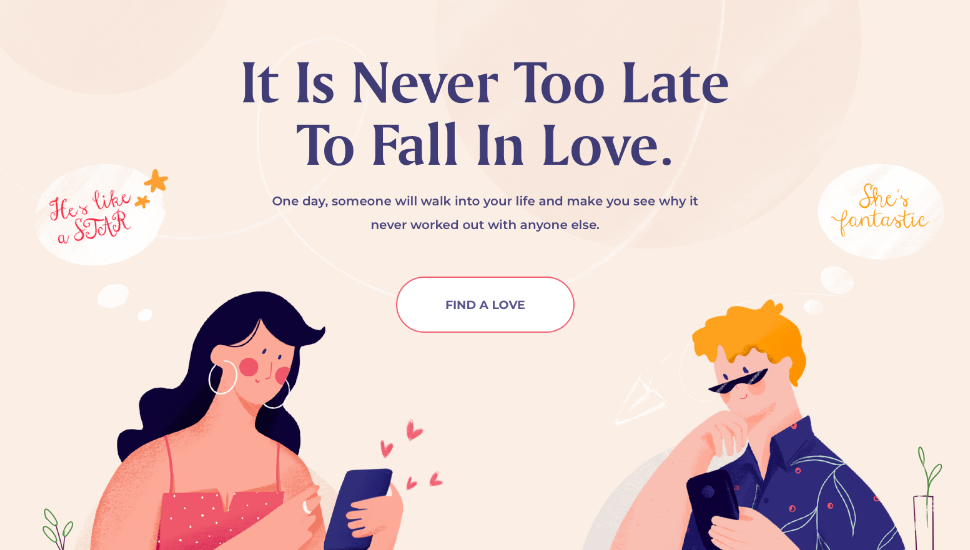 It Is Never Too Late
To Fall In Love.
One day, someone will walk into your life and make you see why it
never worked out with anyone else.
He's like
a STAR
She's
fantastic
FIND A LOVE